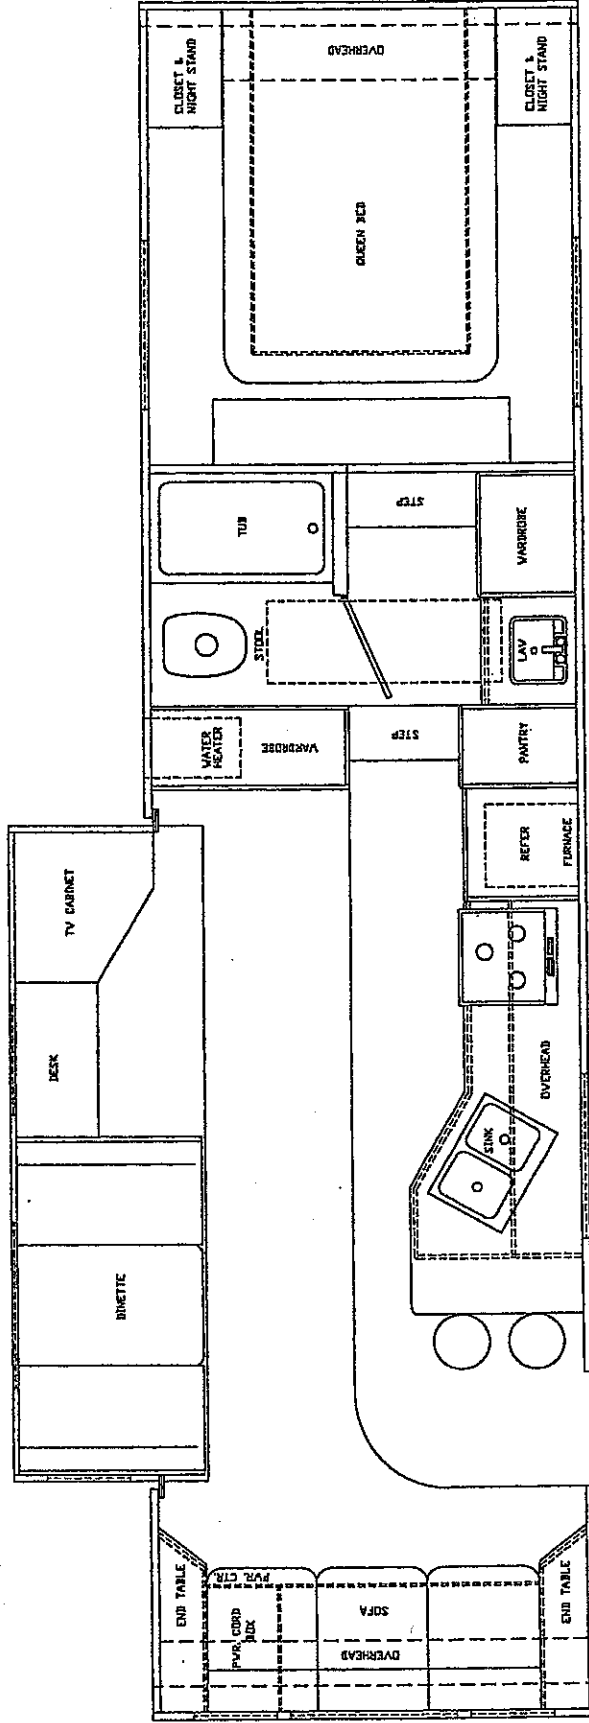 CLOSET &
NIGHT STAND
OVERHEAD
CLOSET &
NIGHT STAND
QUEEN BED
TUB
STEP
WARDROBE
STOOL
LAV
WATER
HEATER
WARDROBE
STEP
PANTRY
REFER
FURNACE
TV CABINET
DESK
OVERHEAD
SINK
DINETTE
END TABLE
PWR. CTR.
PWR. CORD
BOX
SOFA
OVERHEAD
END TABLE